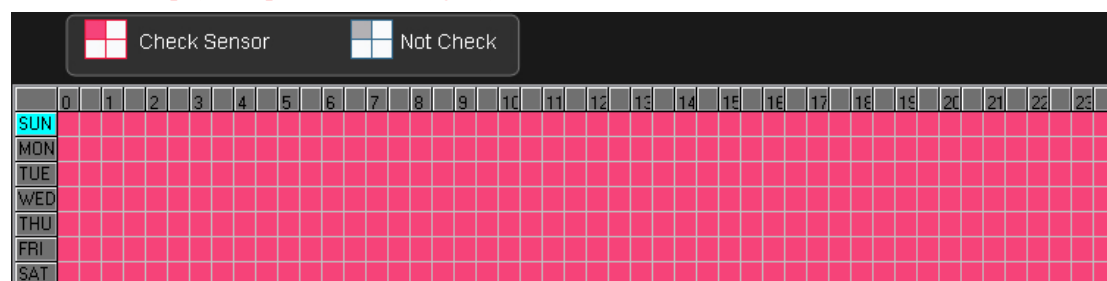 Check Sensor Not Check
0 1 2 3 4 5 6 7 8 9 10 11 12 13 14 15 16 17 18 19 20 21 22 23
SUN
MON
TUE
WED
THU
FRI
SAT